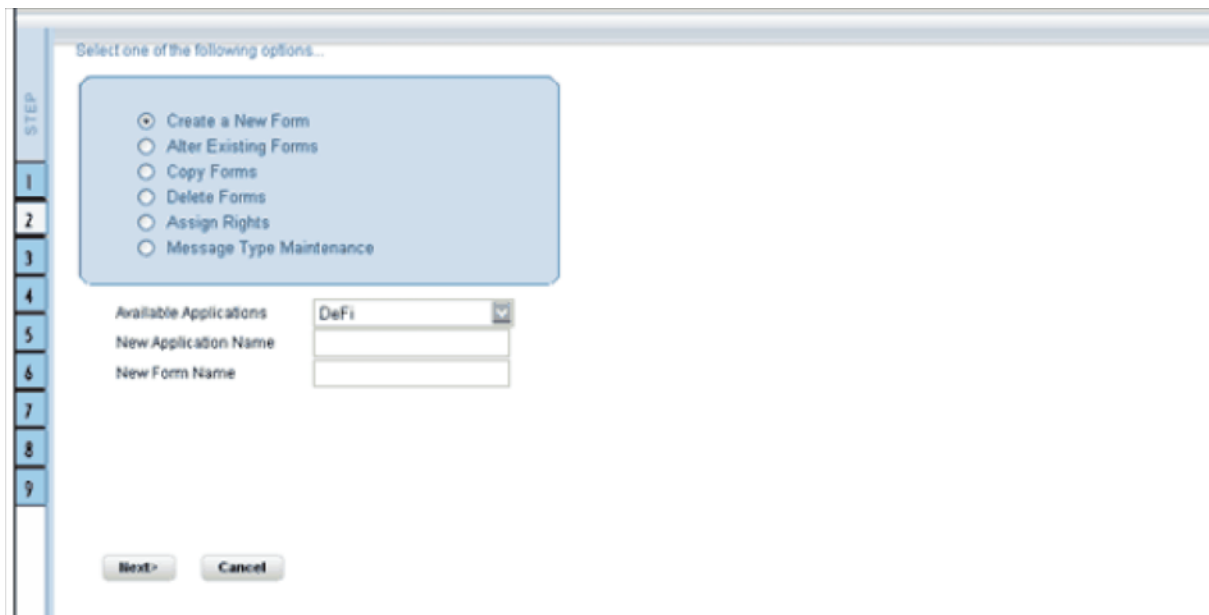 Select one of the following options...
STEP
1
2
3
4
5
6
7
8
9
Create a New Form
Alter Existing Forms
Copy Forms
Delete Forms
Assign Rights
Message Type Maintenance
Available Applications DeFi
New Application Name
New Form Name
Next> Cancel